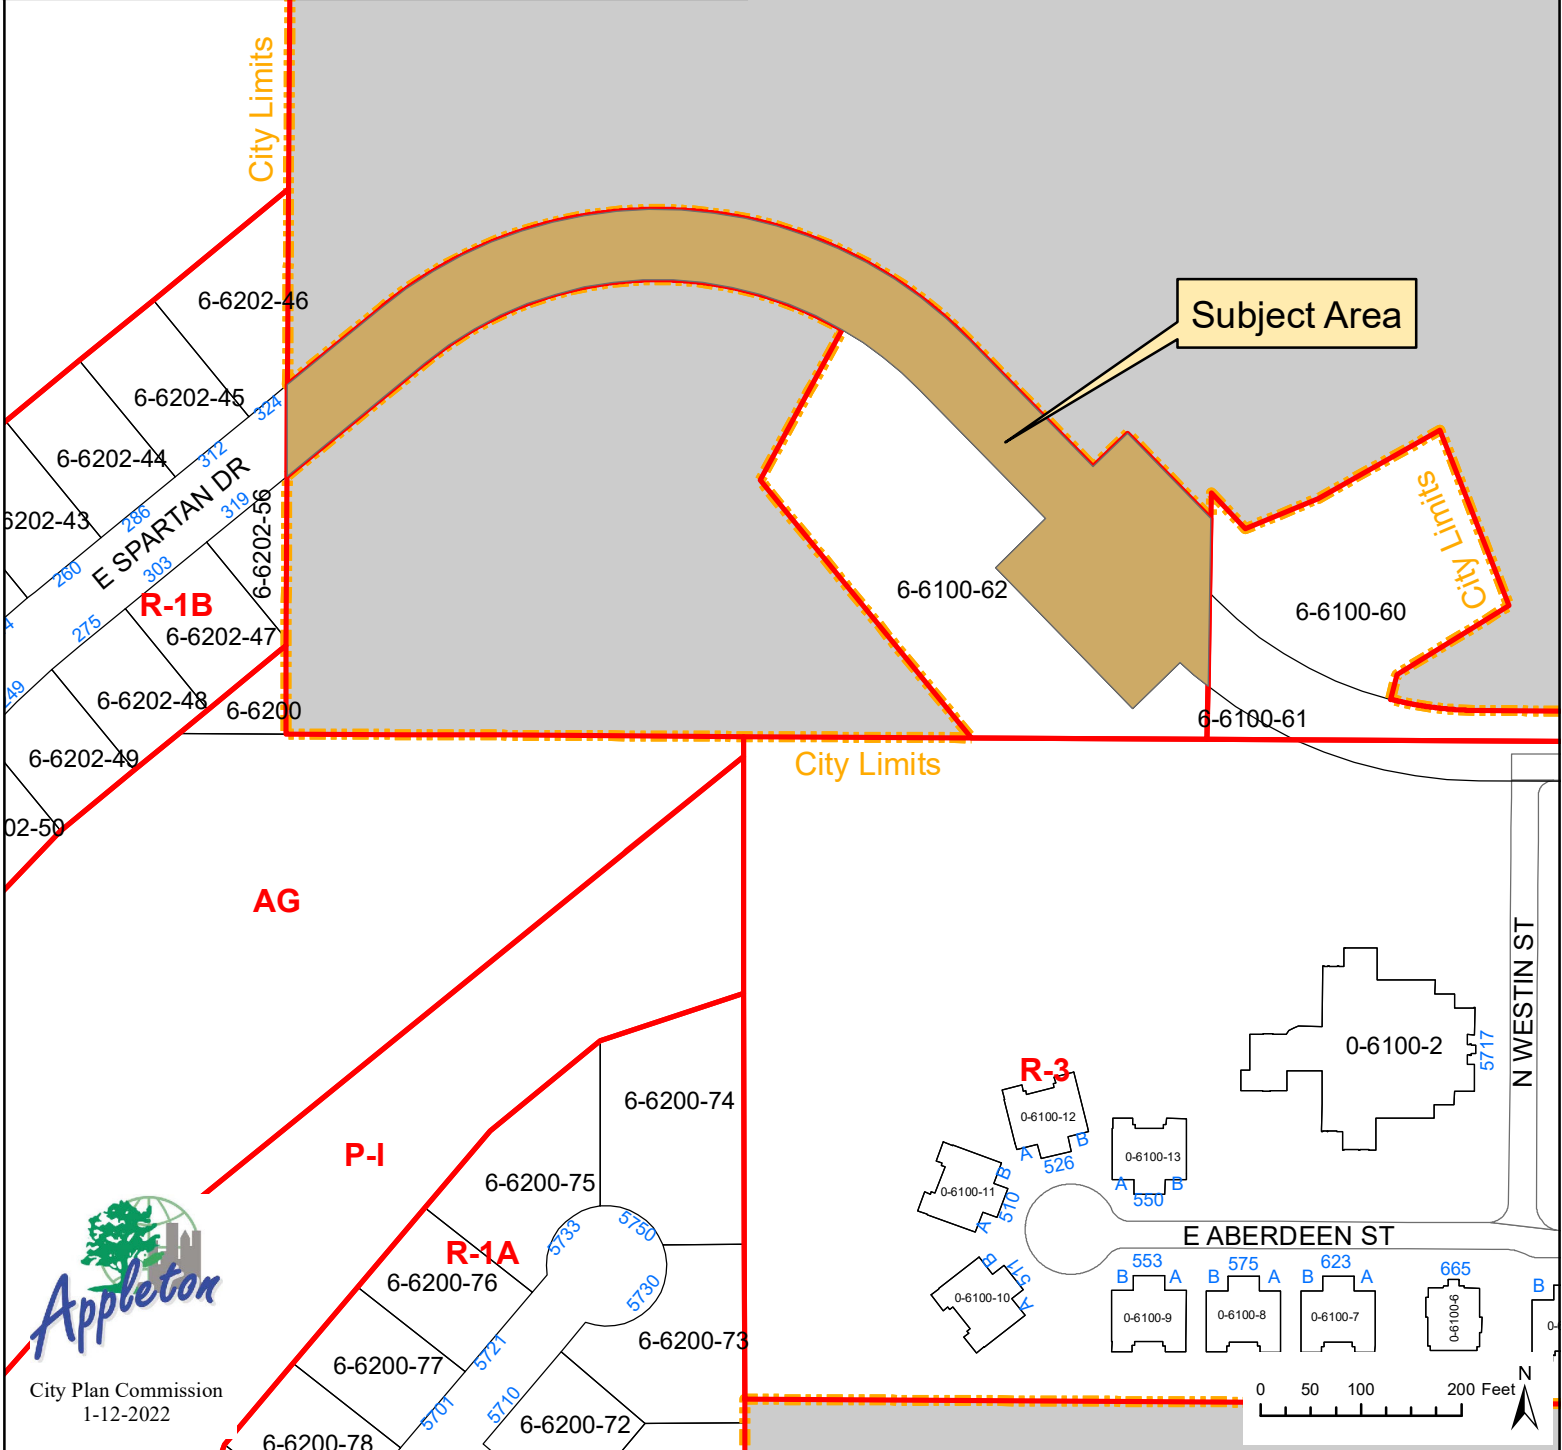 City Limits
6-6202-46
Subject Area
6-6202-45
324
6-6202-44
312
City Limits
6202-43
286
E SPARTAN DR
319
6-6202-56
260
303
R-1B
6-6100-62
6-6100-60
275
6-6202-47
49
6-6202-48
6-6200
6-6100-61
6-6202-49
City Limits
02-50
AG
N WESTIN ST
0-6100-2
5717
R-3
6-6200-74
0-6100-12
A
B
526
P-I
0-6100-13
A
B
550
6-6200-75
0-6100-11
B
A
510
5733
5750
E ABERDEEN ST
R-1A
6-6200-76
5730
B
511
A
0-6100-10
553
B
A
0-6100-9
575
B
A
0-6100-8
623
B
A
0-6100-7
665
0-6100-6
B
0-
Appleton
6-6200-73
5721
6-6200-77
5701
5710
6-6200-72
6-6200-78
City Plan Commission
1-12-2022
N
0 50 100 200 Feet